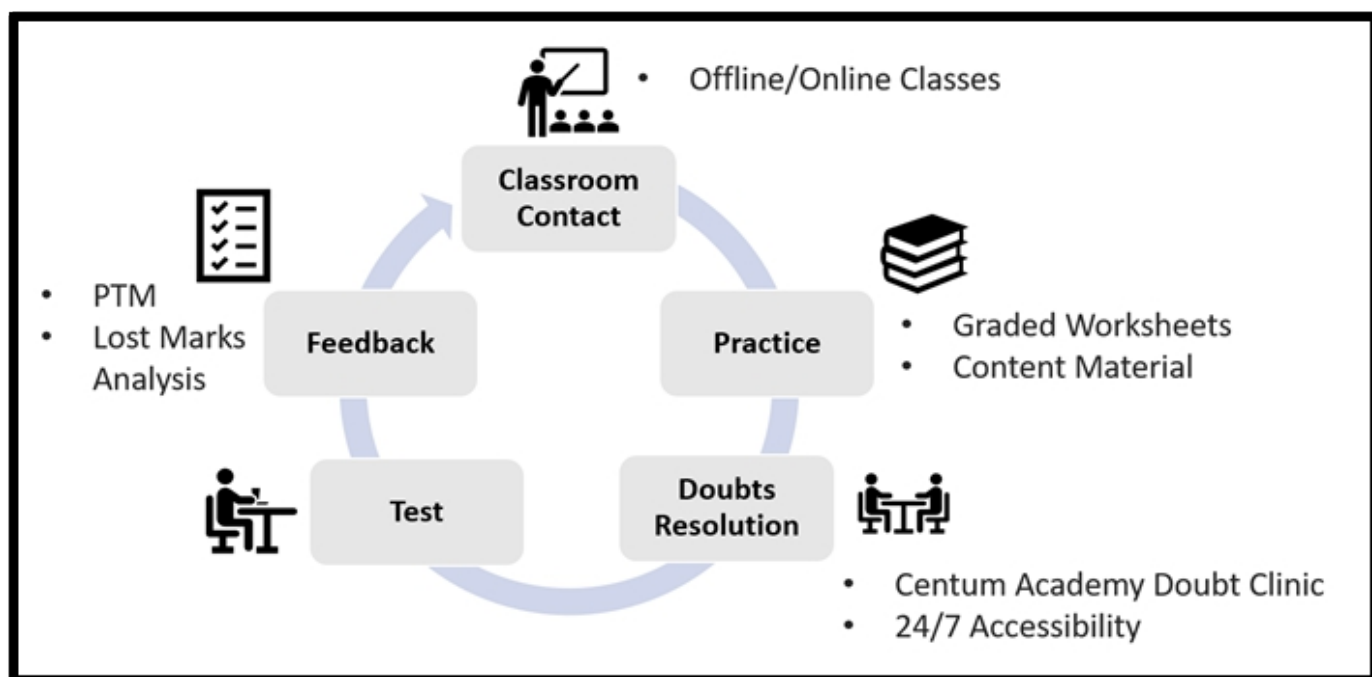 • Offline/Online Classes
Classroom
Contact
Practice
• Graded Worksheets
• Content Material
Doubts
Resolution
• Centum Academy Doubt Clinic
• 24/7 Accessibility
Test
Feedback
• PTM
• Lost Marks
Analysis